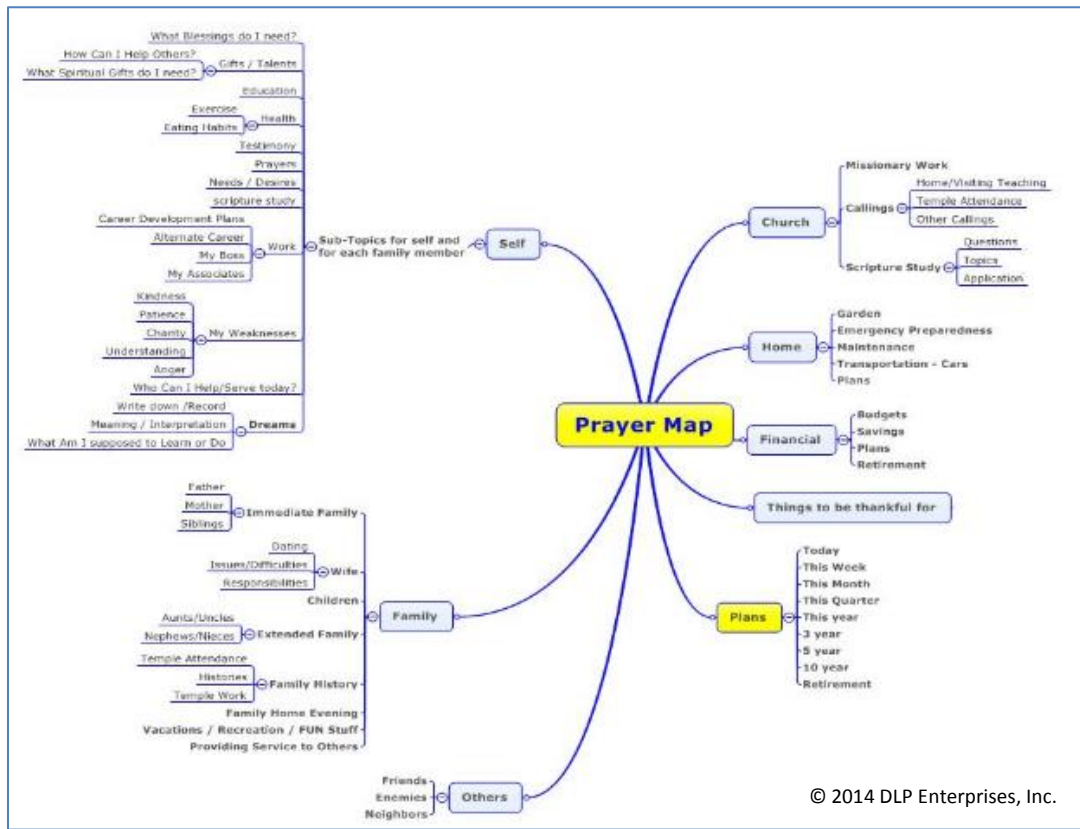 What Blessings do I need?
How Can I Help Others?
What Spiritual Gifts do I need?
Gifts / Talents
Education
Exercise
Eating Habits
Health
Testimony
Prayers
Needs / Desires
scripture study
Career Development Plans
Alternate Career
My Boss
My Associates
Work
Kindness
Patience
Charity
Understanding
Anger
My Weaknesses
Who Can I Help/Serve today?
Write down /Record
Meaning / Interpretation
What Am I supposed to Learn or Do
Dreams
Sub-Topics for self and
for each family member
Self
Father
Mother
Siblings
Immediate Family
Dating
Issues/Difficulties
Responsibilities
Wife
Children
Aunts/Uncles
Nephews/Nieces
Extended Family
Temple Attendance
Histories
Temple Work
Family History
Family Home Evening
Vacations / Recreation / FUN Stuff
Providing Service to Others
Family
Friends
Enemies
Neighbors
Others
Prayer Map
Church
Missionary Work
Callings
Home/Visiting Teaching
Temple Attendance
Other Callings
Scripture Study
Questions
Topics
Application
Home
Garden
Emergency Preparedness
Maintenance
Transportation - Cars
Plans
Financial
Budgets
Savings
Plans
Retirement
Things to be thankful for
Plans
Today
This Week
This Month
This Quarter
This year
3 year
5 year
10 year
Retirement
© 2014 DLP Enterprises, Inc.